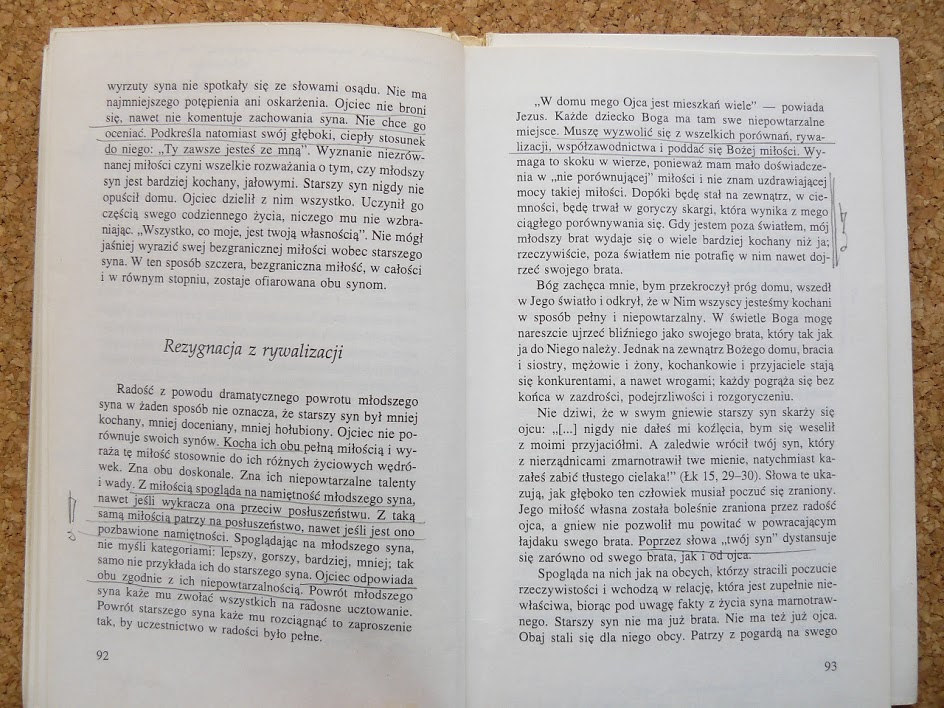 wyrzuty syna nie spotkały się ze słowami osądu. Nie ma
najmniejszego potępienia ani oskarżenia. Ojciec nie broni
się, nawet nie komentuje zachowania syna. Nie chce go
oceniać. Podkreśla natomiast swój głęboki, ciepły stosunek
do niego: „Ty zawsze jesteś ze mną”. Wyznanie niezrów-
nanej miłości czyni wszelkie rozważania o tym, czy młodszy
syn jest bardziej kochany, jałowymi. Starszy syn nigdy nie
opuścił domu. Ojciec dzielił z nim wszystko. Uczynił go
częścią swego codziennego życia, niczego mu nie wzbra-
niając. „Wszystko, co moje, jest twoją własnością”. Nie mógł
jaśniej wyrazić swej bezgranicznej miłości wobec starszego
syna. W ten sposób szczera, bezgraniczna miłość, w całości
i w równym stopniu, zostaje ofiarowana obu synom.
Rezygnacja z rywalizacji
Radość z powodu dramatycznego powrotu młodszego
syna w żaden sposób nie oznacza, że starszy syn był mniej
kochany, mniej doceniany, mniej hołubiony. Ojciec nie po-
równuje swoich synów. Kocha ich obu pełną miłością i wy-
raża tę miłość stosownie do ich różnych życiowych wędró-
wek. Zna obu doskonale. Zna ich niepowtarzalne talenty
i wady. Z miłością spogląda na namiętność młodszego syna,
nawet jeśli wykracza ona przeciw posłuszeństwu. Z taką
samą miłością patrzy na posłuszeństwo, nawet jeśli jest ono
pozbawione namiętności. Spoglądając na młodszego syna,
nie myśli kategoriami: lepszy, gorszy, bardziej, mniej; tak
samo nie przykłada ich do starszego syna. Ojciec odpowiada
obu zgodnie z ich niepowtarzalnością. Powrót młodszego
syna każe mu zwołać wszystkich na radosne ucztowanie.
Powrót starszego syna każe mu rozciągnąć to zaproszenie
tak, by uczestnictwo w radości było pełne.
92
„W domu mego Ojca jest mieszkań wiele” — powiada
Jezus. Każde dziecko Boga ma tam swe niepowtarzalne
miejsce. Muszę wyzwolić się z wszelkich porównań, rywa-
lizacji, współzawodnictwa i poddać się Bożej miłości. Wy-
maga to skoku w wierze, ponieważ mam mało doświadcze-
nia w „nie porównującej” miłości i nie znam uzdrawiającej
mocy takiej miłości. Dopóki będę stał na zewnątrz, w cie-
mności, będę trwał w goryczy skargi, która wynika z mego
ciągłego porównywania się. Gdy jestem poza światłem, mój
młodszy brat wydaje się o wiele bardziej kochany niż ja;
rzeczywiście, poza światłem nie potrafię w nim nawet doj-
rzeć swojego brata.
Bóg zachęca mnie, bym przekroczył próg domu, wszedł
w Jego światło i odkrył, że w Nim wszyscy jesteśmy kochani
w sposób pełny i niepowtarzalny. W świetle Boga mogę
nareszcie ujrzeć bliźniego jako swojego brata, który tak jak
ja do Niego należy. Jednak na zewnątrz Bożego domu, bracia
i siostry, mężowie i żony, kochankowie i przyjaciele stają
się konkurentami, a nawet wrogami; każdy pogrąża się bez
końca w zazdrości, podejrzliwości i rozgoryczeniu.
Nie dziwi, że w swym gniewie starszy syn skarży się
ojcu: „[...] nigdy nie dałeś mi koźlęcia, bym się weselił
z moimi przyjaciółmi. A zaledwie wrócił twój syn, który
z nierządnicami zmarnotrawił twe mienie, natychmiast ka-
załeś zabić tłustego cielaka!” (Łk 15, 29–30). Słowa te uka-
zują, jak głęboko ten człowiek musiał poczuć się zraniony.
Jego miłość własna została boleśnie zraniona przez radość
ojca, a gniew nie pozwolił mu powitać w powracającym
łajdaku swego brata. Poprzez słowa „twój syn” dystansuje
się zarówno od swego brata, jak i od ojca.
Spogląda na nich jak na obcych, którzy stracili poczucie
rzeczywistości i wchodzą w relację, która jest zupełnie nie-
właściwa, biorąc pod uwagę fakty z życia syna marnotraw-
nego. Starszy syn nie ma już brata. Nie ma też już ojca.
Obaj stali się dla niego obcy. Patrzy z pogardą na swego
93